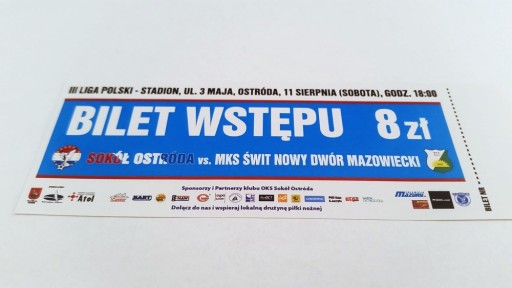 III LIGA POLSKI - STADION, UL. 3 MAJA, OSTRÓDA, 11 SIERPNIA (SOBOTA), GODZ. 18:00
BILET WSTĘPU 8 zł
SOKÓŁ OSTRÓDA vs. MKS ŚWIT NOWY DWÓR MAZOWIECKI
Sponsorzy i Partnerzy klubu OKS Sokół Ostróda
Atol
BART
Dołącz do nas i wspieraj lokalną drużynę piłki nożnej
BILET NR